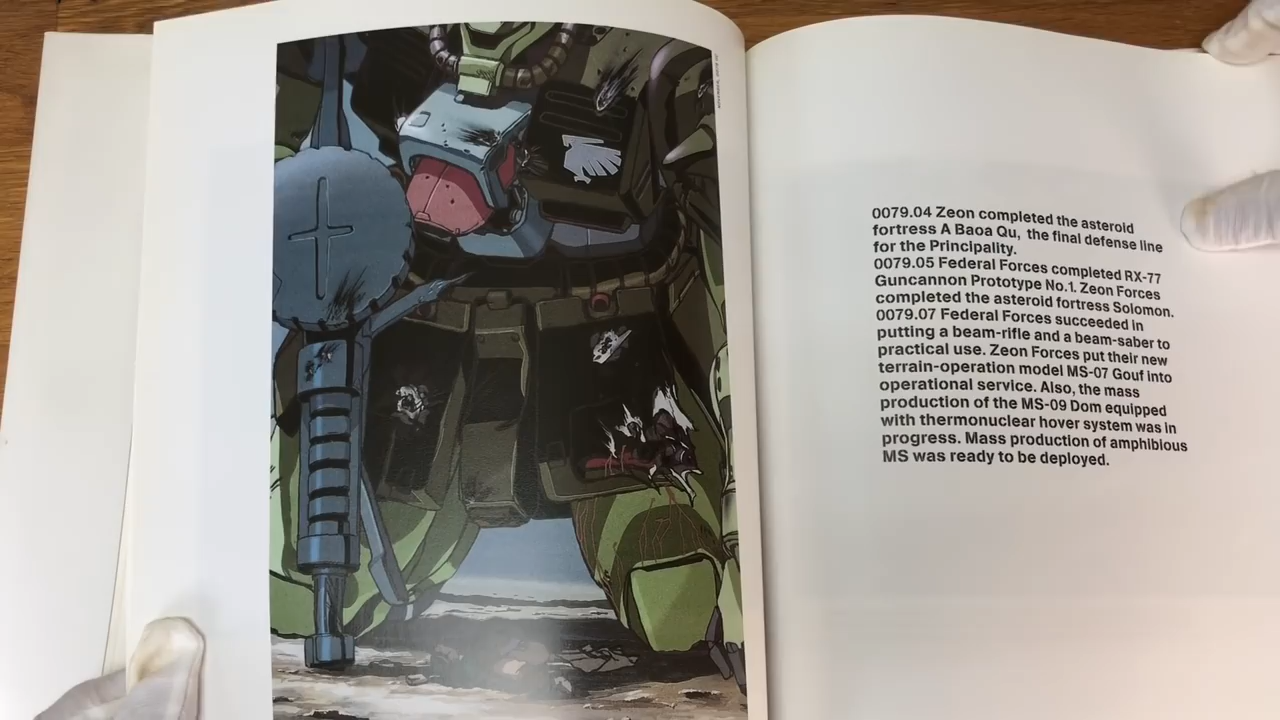 0079.04 Zeon completed the asteroid
fortress A Baoa Qu, the final defense line
for the Principality.
0079.05 Federal Forces completed RX-77
Guncannon Prototype No.1. Zeon Forces
completed the asteroid fortress Solomon.
0079.07 Federal Forces succeeded in
putting a beam-rifle and a beam-saber to
practical use. Zeon Forces put their new
terrain-operation model MS-07 Gouf into
operational service. Also, the mass
production of the MS-09 Dom equipped
with thermonuclear hover system was in
progress. Mass production of amphibious
MS was ready to be deployed.